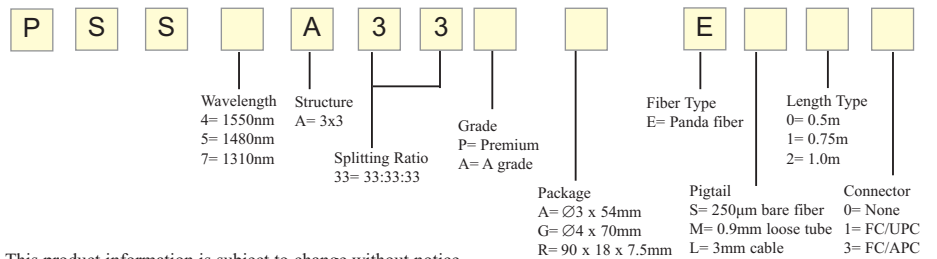 P S S A 3 3 E
Wavelength
4= 1550nm
5= 1480nm
7= 1310nm
Structure
A= 3x3
Splitting Ratio
33= 33:33:33
Grade
P= Premium
A= A grade
Package
A= ∅3 x 54mm
G= ∅4 x 70mm
R= 90 x 18 x 7.5mm
Fiber Type
E= Panda fiber
Pigtail
S= 250μm bare fiber
M= 0.9mm loose tube
L= 3mm cable
Length Type
0= 0.5m
1= 0.75m
2= 1.0m
Connector
0= None
1= FC/UPC
3= FC/APC
This product information is subject to change without notice